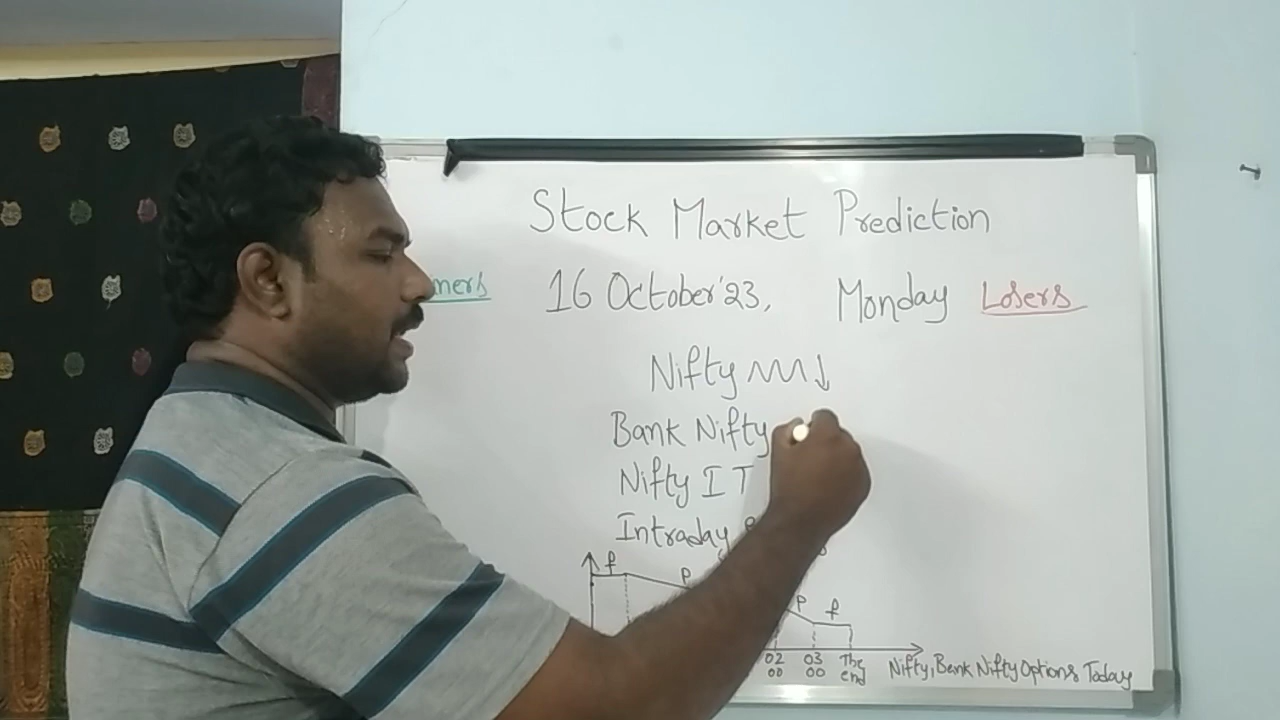 Stock Market Prediction
16 October'23, Monday Losers
Nifty
Bank Nifty
Nifty IT
Intraday
f
P
P f
02 03 The
00 00 end
Nifty, Bank Nifty Options Today